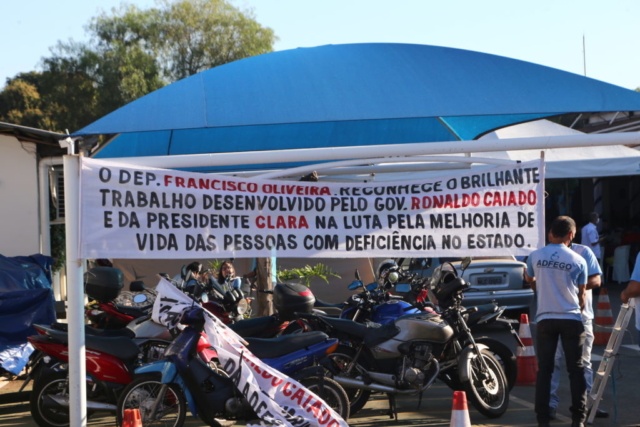 O DEP. FRANCISCO OLIVEIRA. RECONHECE O BRILHANTE
TRABALHO DESENVOLVIDO PELO GOV. RONALDO CAIADO
E DA PRESIDENTE CLARA NA LUTA PELA MELHORIA DE
VIDA DAS PESSOAS COM DEFICIÊNCIA NO ESTADO.
ADFEGO
CAIADO